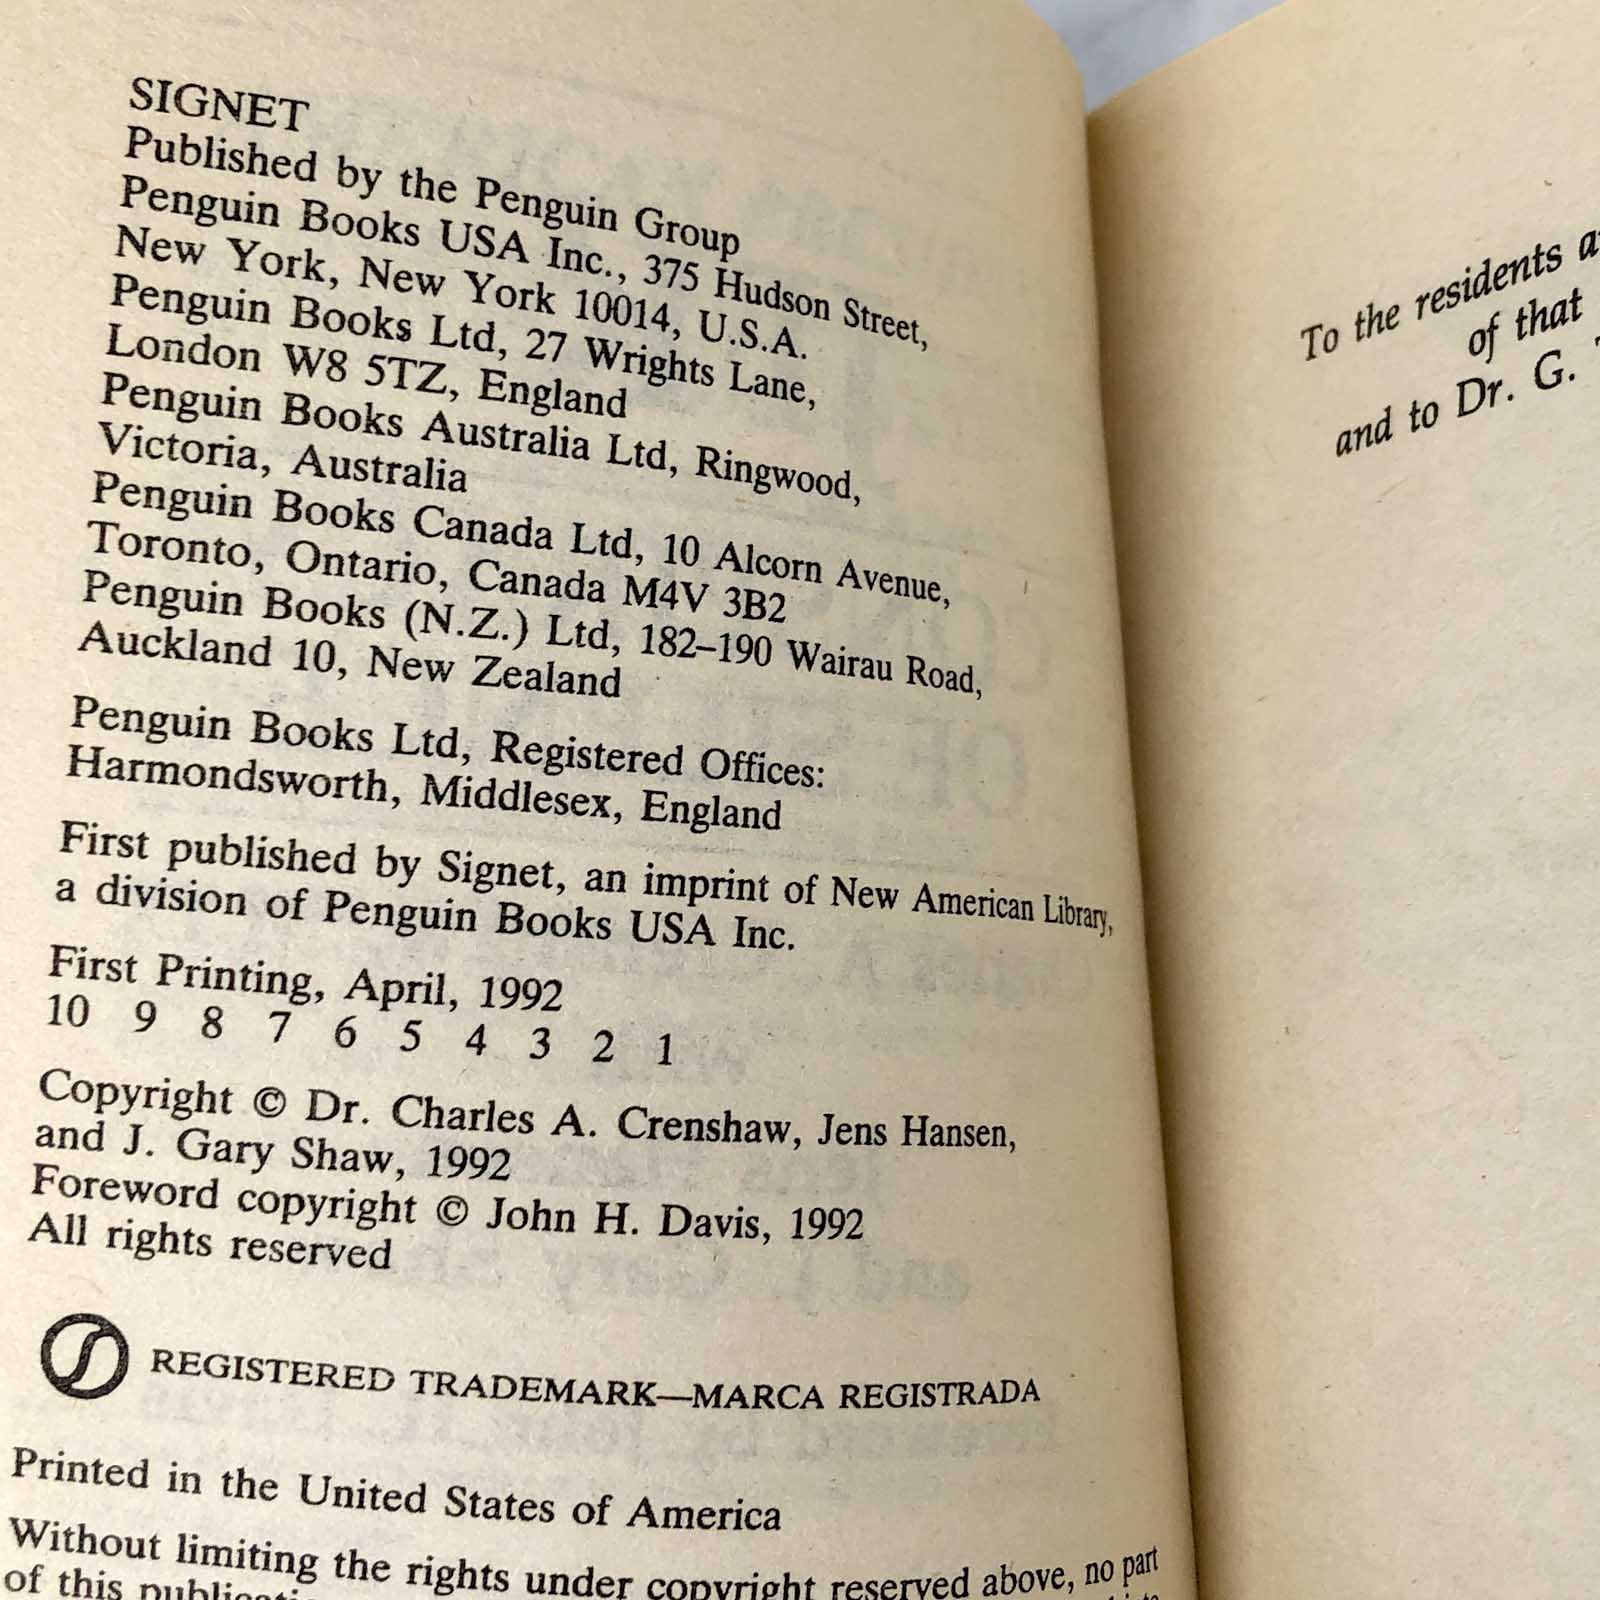 SIGNET
Published by the Penguin Group
Penguin Books USA Inc., 375 Hudson Street,
New York, New York 10014, U.S.A.
Penguin Books Ltd, 27 Wrights Lane,
London W8 5TZ, England
Penguin Books Australia Ltd, Ringwood,
Victoria, Australia
Penguin Books Canada Ltd, 10 Alcorn Avenue,
Toronto, Ontario, Canada M4V 3B2
Penguin Books (N.Z.) Ltd, 182–190 Wairau Road,
Auckland 10, New Zealand
Penguin Books Ltd, Registered Offices:
Harmondsworth, Middlesex, England
First published by Signet, an imprint of New American Library,
a division of Penguin Books USA Inc.
First Printing, April, 1992
10 9 8 7 6 5 4 3 2 1
Copyright © Dr. Charles A. Crenshaw, Jens Hansen,
and J. Gary Shaw, 1992
Foreword copyright © John H. Davis, 1992
All rights reserved
REGISTERED TRADEMARK—MARCA REGISTRADA
Printed in the United States of America
Without limiting the rights under copyright reserved above, no part
of this
To the residents
of that
and to Dr. G.